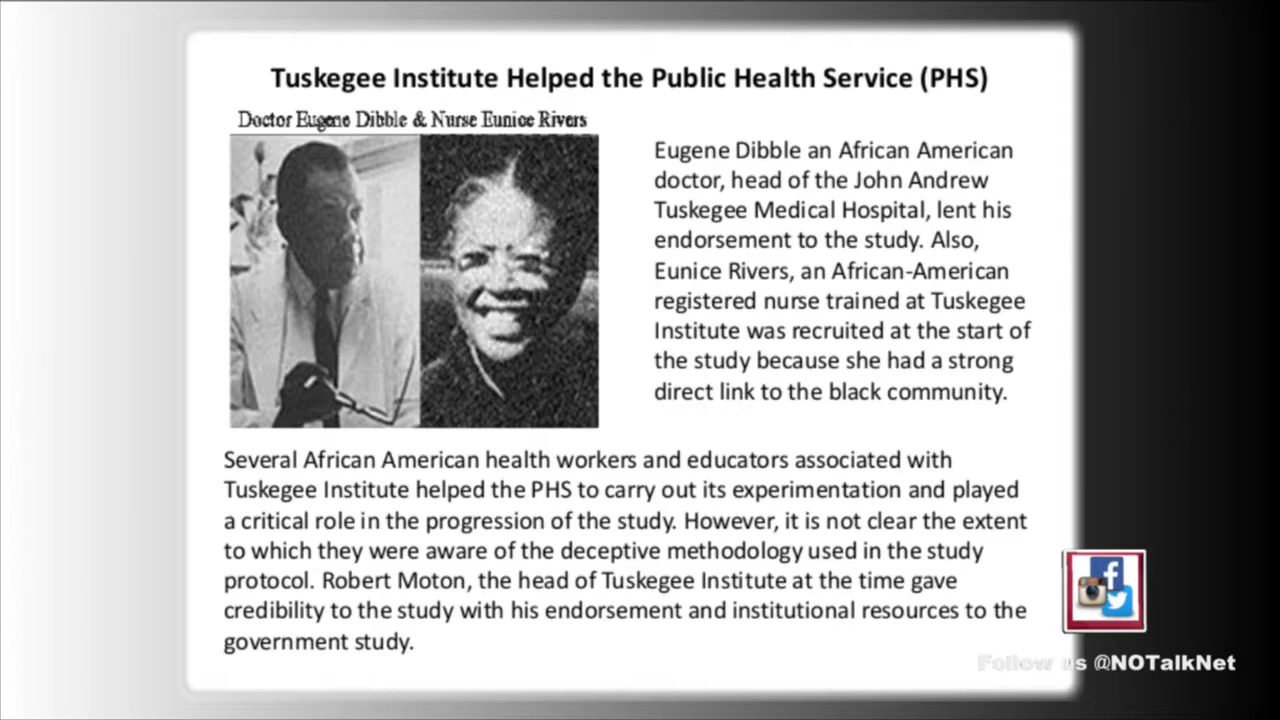 Tuskegee Institute Helped the Public Health Service (PHS)
Doctor Eugene Dibble & Nurse Eunice Rivers
Eugene Dibble an African American
doctor, head of the John Andrew
Tuskegee Medical Hospital, lent his
endorsement to the study. Also,
Eunice Rivers, an African-American
registered nurse trained at Tuskegee
Institute was recruited at the start of
the study because she had a strong
direct link to the black community.
Several African American health workers and educators associated with
Tuskegee Institute helped the PHS to carry out its experimentation and played
a critical role in the progression of the study. However, it is not clear the extent
to which they were aware of the deceptive methodology used in the study
protocol. Robert Moton, the head of Tuskegee Institute at the time gave
credibility to the study with his endorsement and institutional resources to the
government study.
Follow us @NOTalkNet